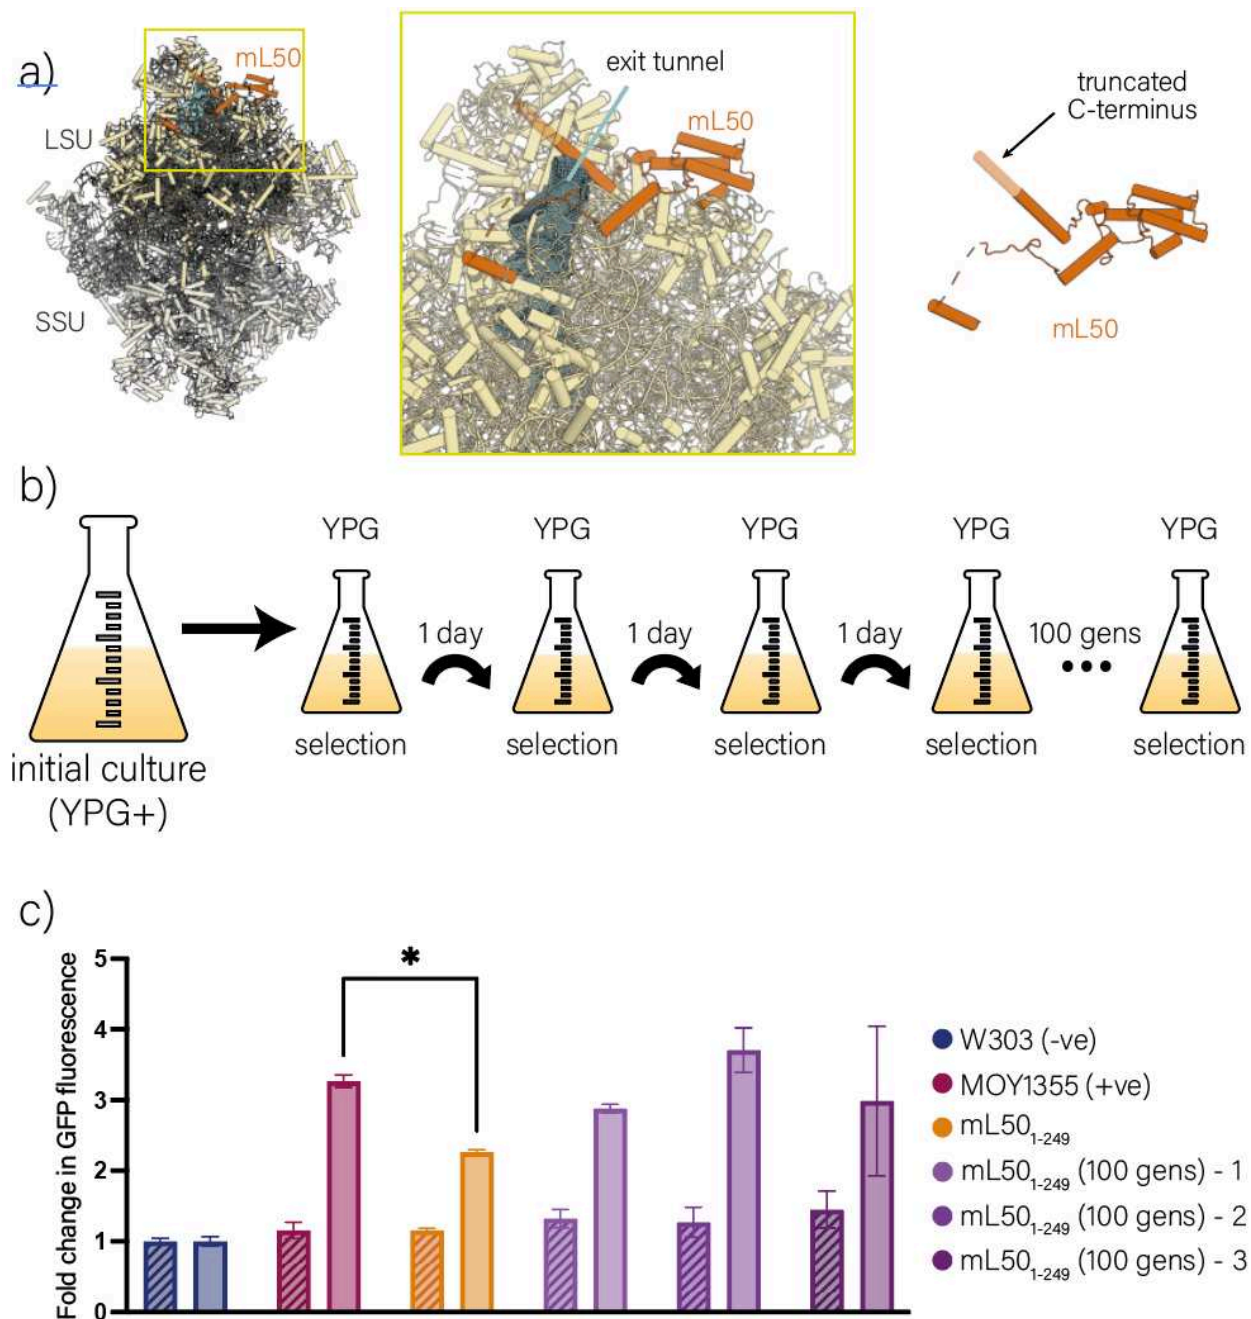 a)
mL50
LSU
SSU
exit tunnel
mL50
truncated
C-terminus
mL50
b)
YPG
YPG
YPG
YPG
YPG
1 day
1 day
1 day
100 gens
•••
selection
selection
selection
selection
selection
initial culture
(YPG+)
c)
Fold change in GFP fluorescence
5
4
3
2
1
0
*
W303 (-ve)
MOY1355 (+ve)
mL50₁₋₂₄₉
mL50₁₋₂₄₉ (100 gens) - 1
mL50₁₋₂₄₉ (100 gens) - 2
mL50₁₋₂₄₉ (100 gens) - 3